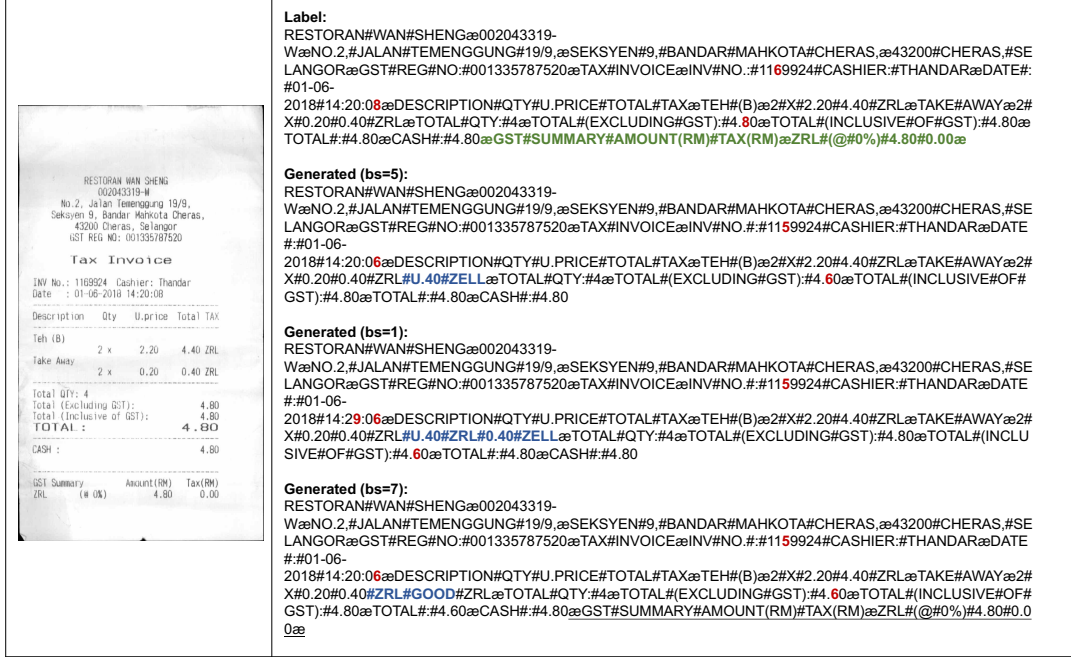 RESTORAN WAN SHENG
002043319-W
No.2, Jalan Temenggung 19/9,
Seksyen 9, Bandar Mahkota Cheras,
43200 Cheras, Selangor
GST REG NO: 001335787520
Tax Invoice
INV No.: 1169924 Cashier: Thandar
Date : 01-06-2018 14:20:08
Description Qty U.price Total TAX
Teh (B)
2 x 2.20 4.40 ZRL
Take Away
2 x 0.20 0.40 ZRL
Total QTY: 4
Total (Excluding GST): 4.80
Total (Inclusive of GST): 4.80
TOTAL: 4.80
CASH : 4.80
GST Summary Amount(RM) Tax(RM)
ZRL (@ 0%) 4.80 0.00
Label:
RESTORAN#WAN#SHENGæ002043319-
WæNO.2,#JALAN#TEMENGGUNG#19/9,æSEKSYEN#9,#BANDAR#MAHKOTA#CHERAS,æ43200#CHERAS,#SE
LANGORæGST#REG#NO:#001335787520æTAX#INVOICEæINV#NO.:#1169924#CASHIER:#THANDARæDATE#:
#01-06-
2018#14:20:08æDESCRIPTION#QTY#U.PRICE#TOTAL#TAXæTEH#(B)æ2#X#2.20#4.40#ZRLæTAKE#AWAYæ2#
X#0.20#0.40#ZRLæTOTAL#QTY:#4æTOTAL#(EXCLUDING#GST):#4.80æTOTAL#(INCLUSIVE#OF#GST):#4.80æ
TOTAL#:#4.80æCASH#:#4.80æGST#SUMMARY#AMOUNT(RM)#TAX(RM)æZRL#(@#0%)#4.80#0.00æ
Generated (bs=5):
RESTORAN#WAN#SHENGæ002043319-
WæNO.2,#JALAN#TEMENGGUNG#19/9,æSEKSYEN#9,#BANDAR#MAHKOTA#CHERAS,æ43200#CHERAS,#SE
LANGORæGST#REG#NO:#001335787520æTAX#INVOICEæINV#NO.#:#1159924#CASHIER:#THANDARæDATE
#:#01-06-
2018#14:20:06æDESCRIPTION#QTY#U.PRICE#TOTAL#TAXæTEH#(B)æ2#X#2.20#4.40#ZRLæTAKE#AWAYæ2#
X#0.20#0.40#ZRL#U.40#ZELLæTOTAL#QTY:#4æTOTAL#(EXCLUDING#GST):#4.60æTOTAL#(INCLUSIVE#OF#
GST):#4.80æTOTAL#:#4.80æCASH#:#4.80
Generated (bs=1):
RESTORAN#WAN#SHENGæ002043319-
WæNO.2,#JALAN#TEMENGGUNG#19/9,æSEKSYEN#9,#BANDAR#MAHKOTA#CHERAS,æ43200#CHERAS,#SE
LANGORæGST#REG#NO:#001335787520æTAX#INVOICEæINV#NO.#:#1159924#CASHIER:#THANDARæDATE
#:#01-06-
2018#14:29:06æDESCRIPTION#QTY#U.PRICE#TOTAL#TAXæTEH#(B)æ2#X#2.20#4.40#ZRLæTAKE#AWAYæ2#
X#0.20#0.40#ZRL#U.40#ZRL#0.40#ZELLæTOTAL#QTY:#4æTOTAL#(EXCLUDING#GST):#4.80æTOTAL#(INCLU
SIVE#OF#GST):#4.60æTOTAL#:#4.80æCASH#:#4.80
Generated (bs=7):
RESTORAN#WAN#SHENGæ002043319-
WæNO.2,#JALAN#TEMENGGUNG#19/9,æSEKSYEN#9,#BANDAR#MAHKOTA#CHERAS,æ43200#CHERAS,#SE
LANGORæGST#REG#NO:#001335787520æTAX#INVOICEæINV#NO.#:#1159924#CASHIER:#THANDARæDATE
#:#01-06-
2018#14:20:06æDESCRIPTION#QTY#U.PRICE#TOTAL#TAXæTEH#(B)æ2#X#2.20#4.40#ZRLæTAKE#AWAYæ2#
X#0.20#0.40#ZRL#GOOD#ZRLæTOTAL#QTY:#4æTOTAL#(EXCLUDING#GST):#4.60æTOTAL#(INCLUSIVE#OF#
GST):#4.80æTOTAL#:#4.60æCASH#:#4.80æGST#SUMMARY#AMOUNT(RM)#TAX(RM)æZRL#(@#0%)#4.80#0.0
0æ